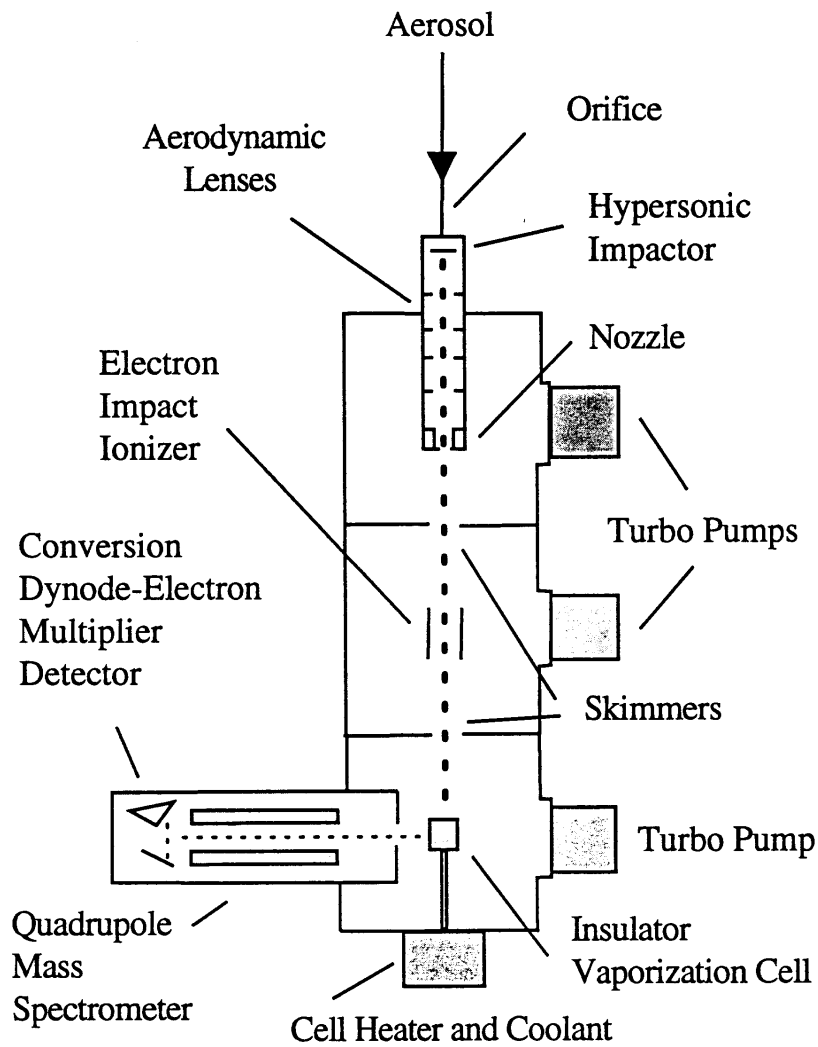 Aerosol
Orifice
Aerodynamic
Lenses
Hypersonic
Impactor
Nozzle
Electron
Impact
Ionizer
Turbo Pumps
Conversion
Dynode-Electron
Multiplier
Detector
Skimmers
Turbo Pump
Quadrupole
Mass
Spectrometer
Insulator
Vaporization Cell
Cell Heater and Coolant